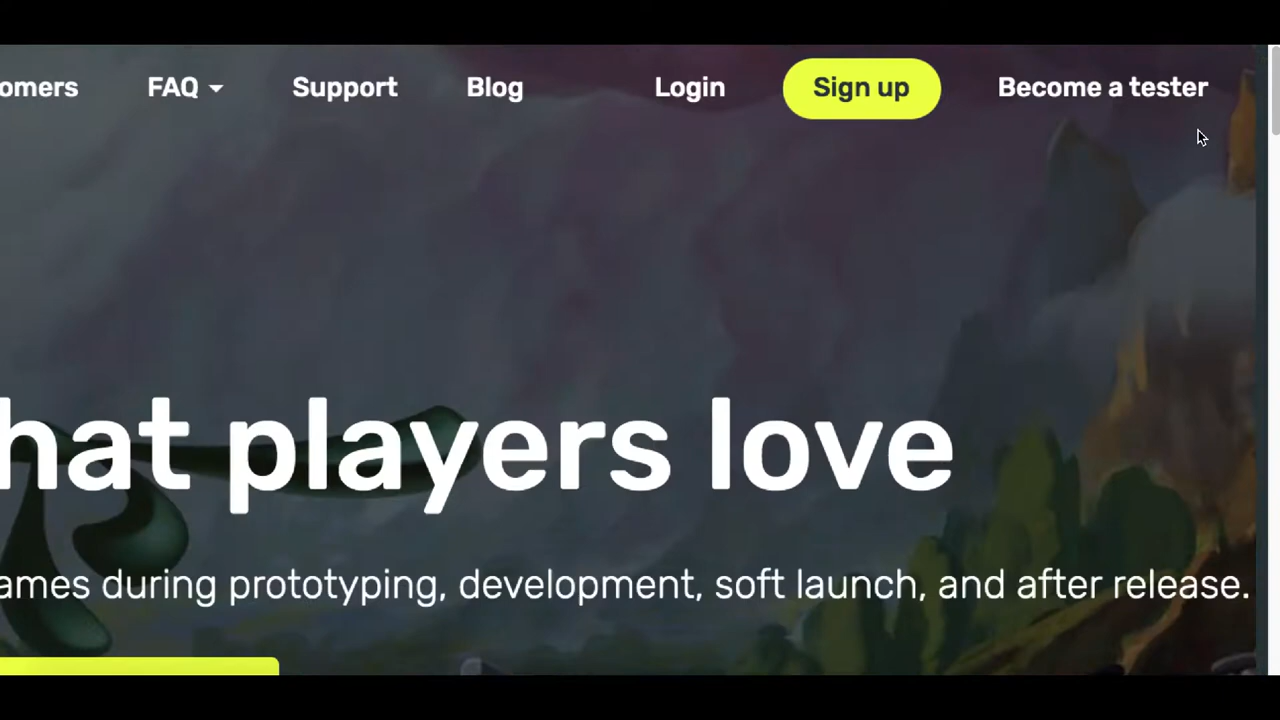 omers FAQ Support Blog Login Sign up Become a tester
hat players love
ames during prototyping, development, soft launch, and after release.